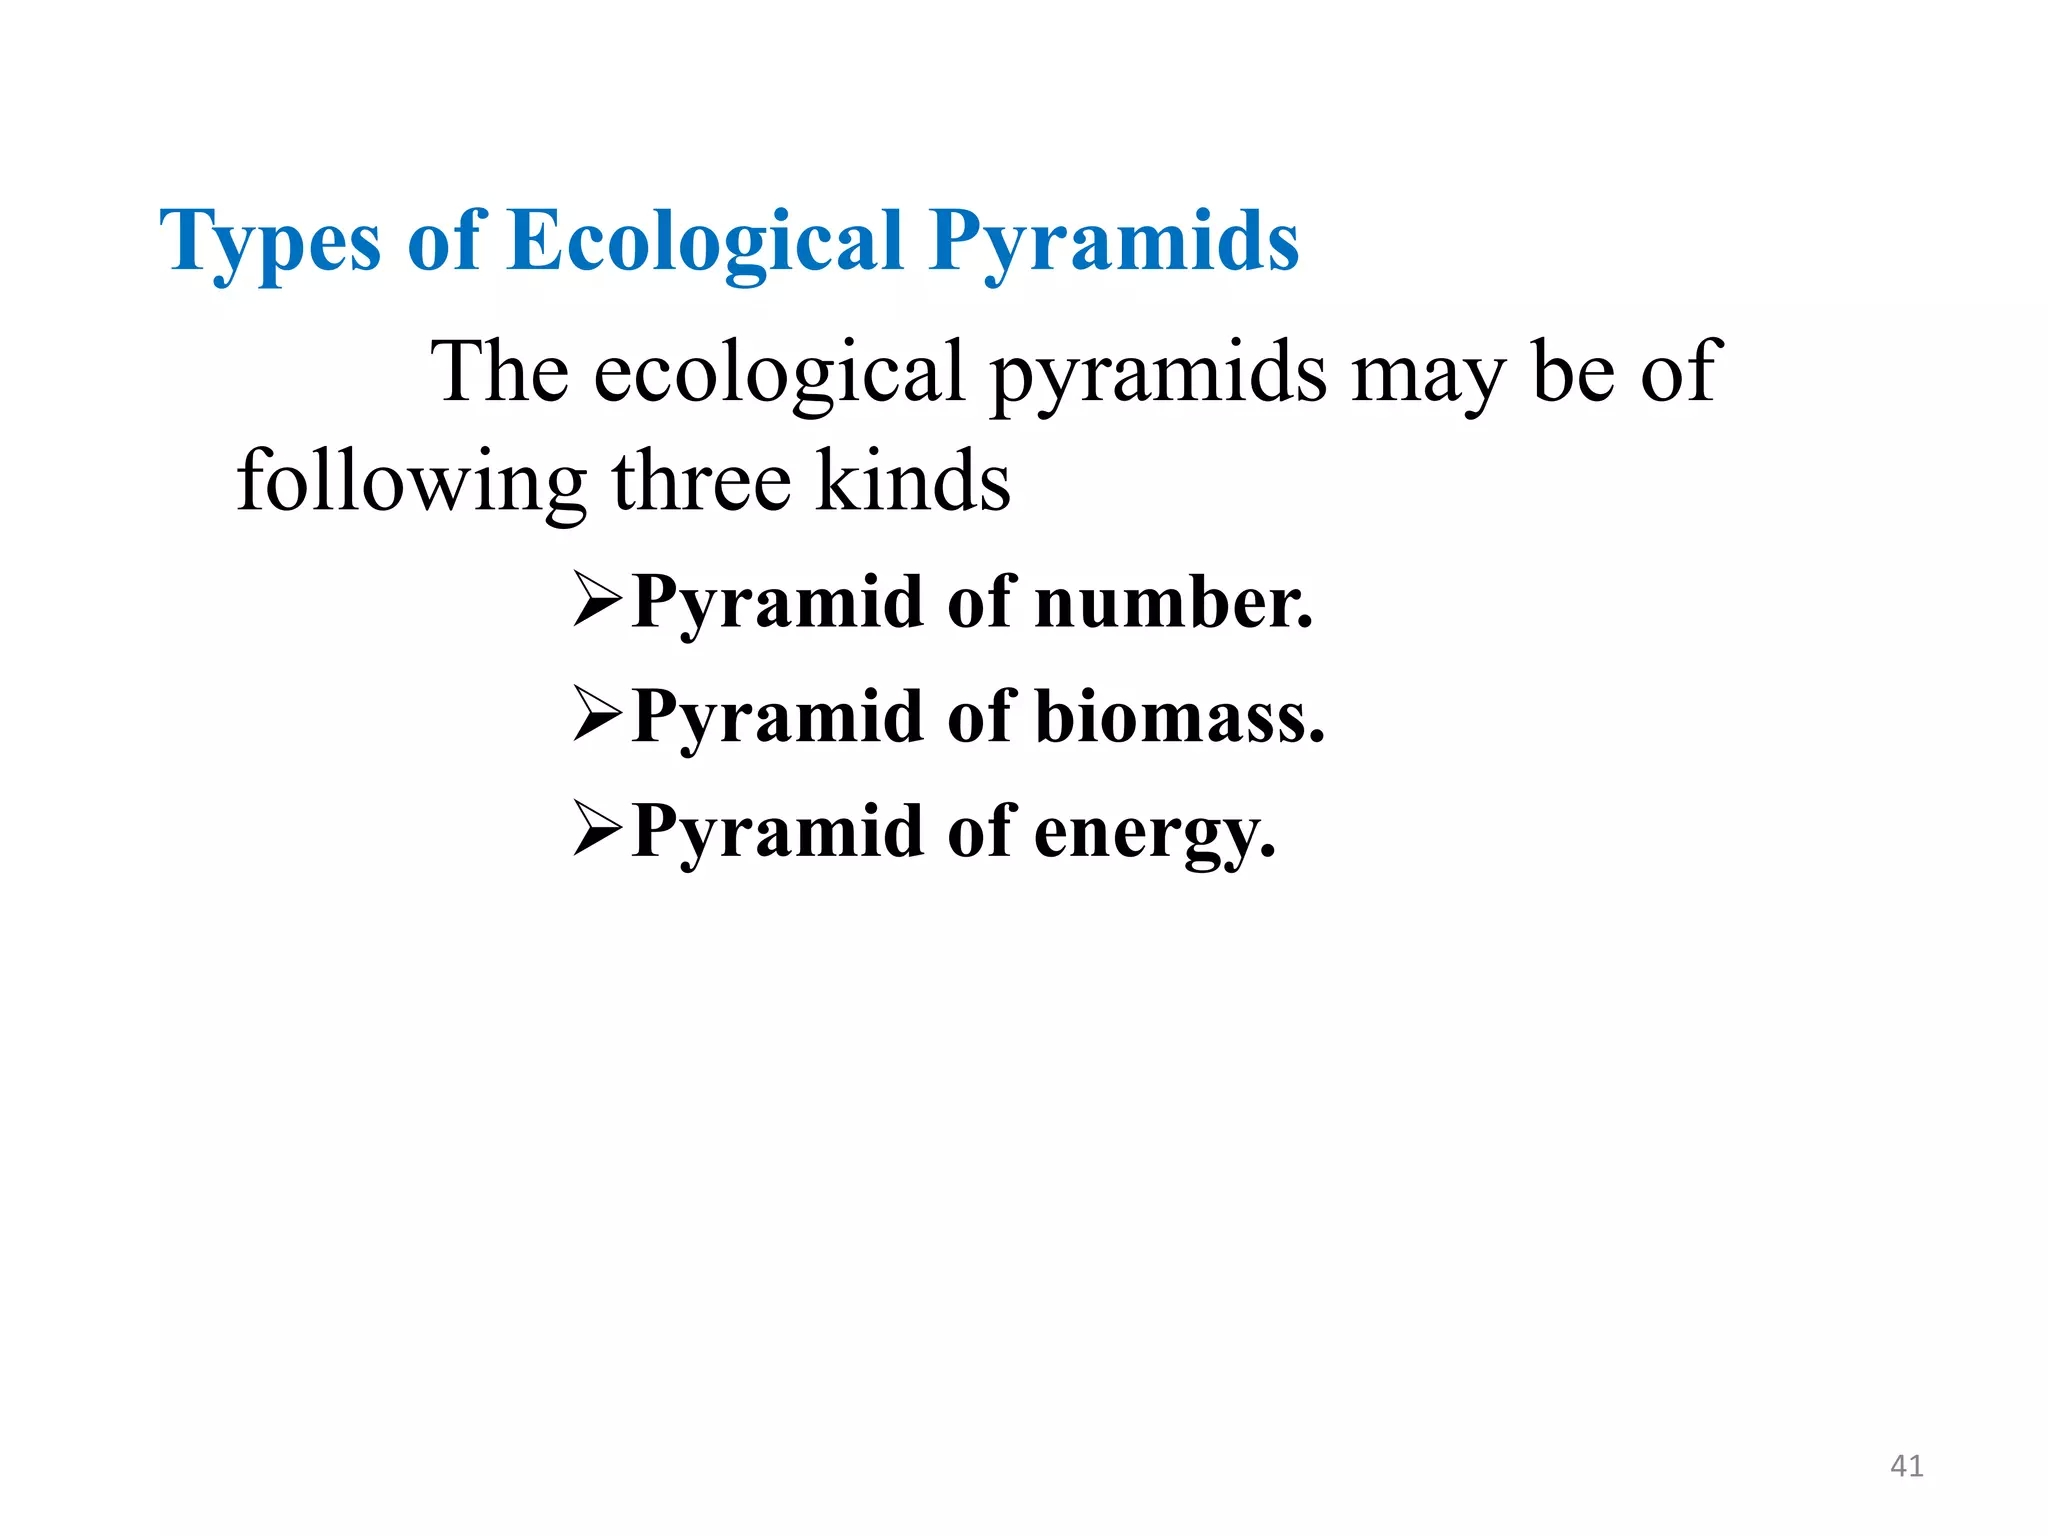 Types of Ecological Pyramids
The ecological pyramids may be of
following three kinds
➢Pyramid of number.
➢Pyramid of biomass.
➢Pyramid of energy.
41